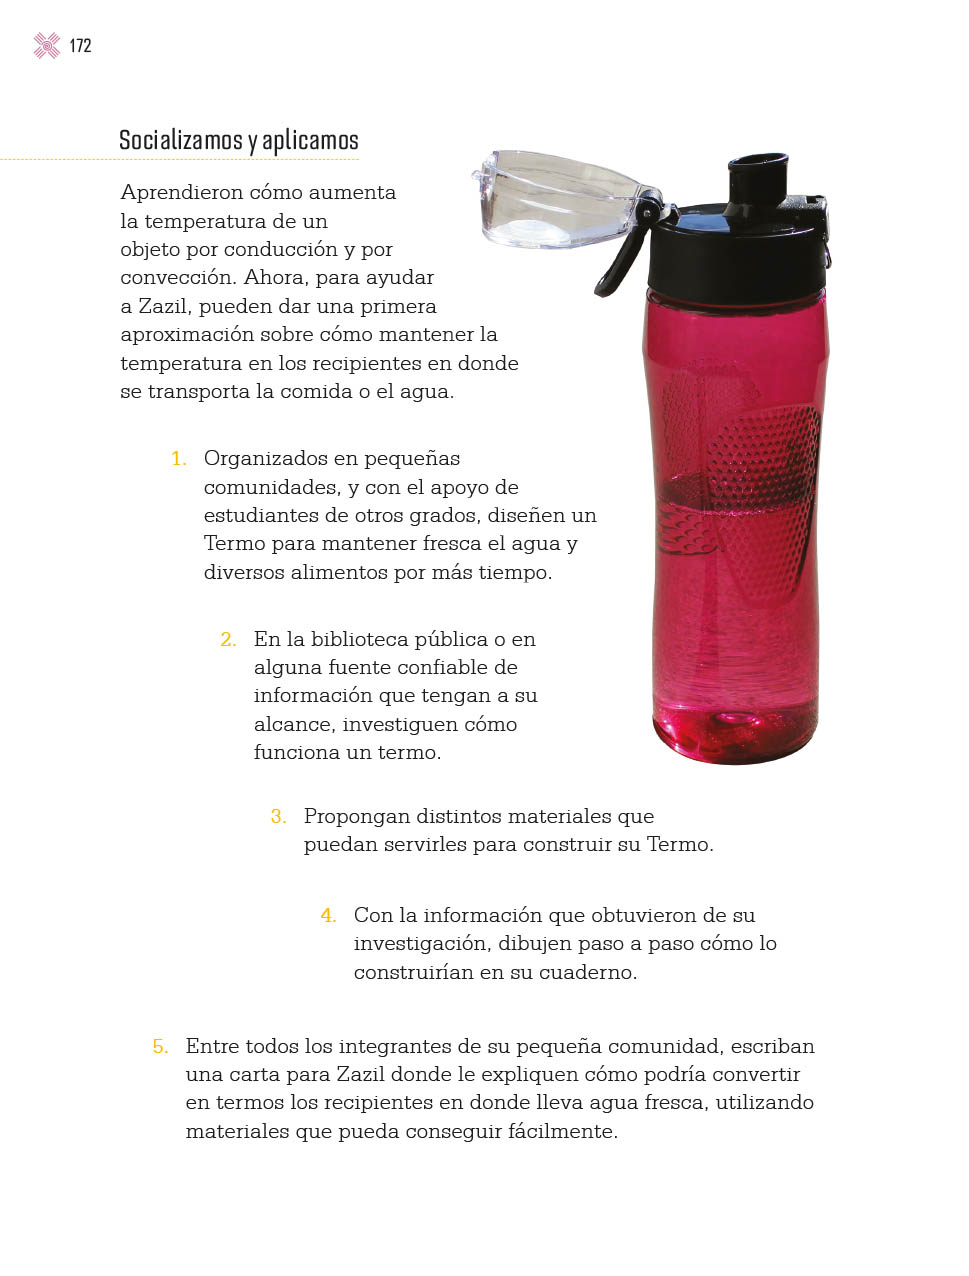 172
Socializamos y aplicamos
Aprendieron cómo aumenta
la temperatura de un
objeto por conducción y por
convección. Ahora, para ayudar
a Zazil, pueden dar una primera
aproximación sobre cómo mantener la
temperatura en los recipientes en donde
se transporta la comida o el agua.
1. Organizados en pequeñas
comunidades, y con el apoyo de
estudiantes de otros grados, diseñen un
Termo para mantener fresca el agua y
diversos alimentos por más tiempo.
2. En la biblioteca pública o en
alguna fuente confiable de
información que tengan a su
alcance, investiguen cómo
funciona un termo.
3. Propongan distintos materiales que
puedan servirles para construir su Termo.
4. Con la información que obtuvieron de su
investigación, dibujen paso a paso cómo lo
construirían en su cuaderno.
5. Entre todos los integrantes de su pequeña comunidad, escriban
una carta para Zazil donde le expliquen cómo podría convertir
en termos los recipientes en donde lleva agua fresca, utilizando
materiales que pueda conseguir fácilmente.